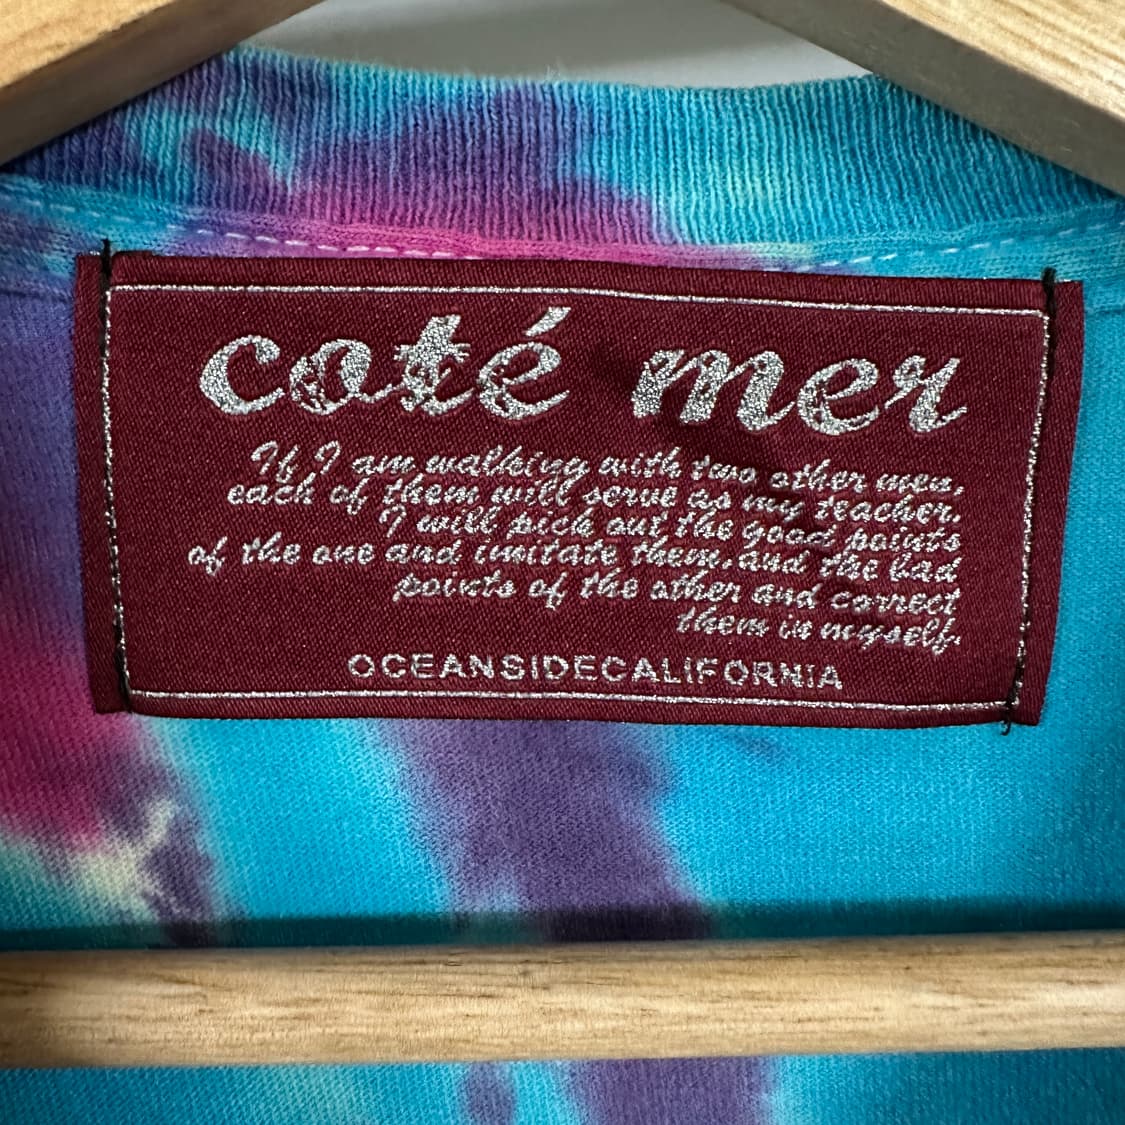 coté mer
If I am walking with two other men,
each of them will serve as my teacher.
I will pick out the good points
of the one and imitate them,and the bad
points of the other and correct
them in myself.
OCEANSIDECALIFORNIA